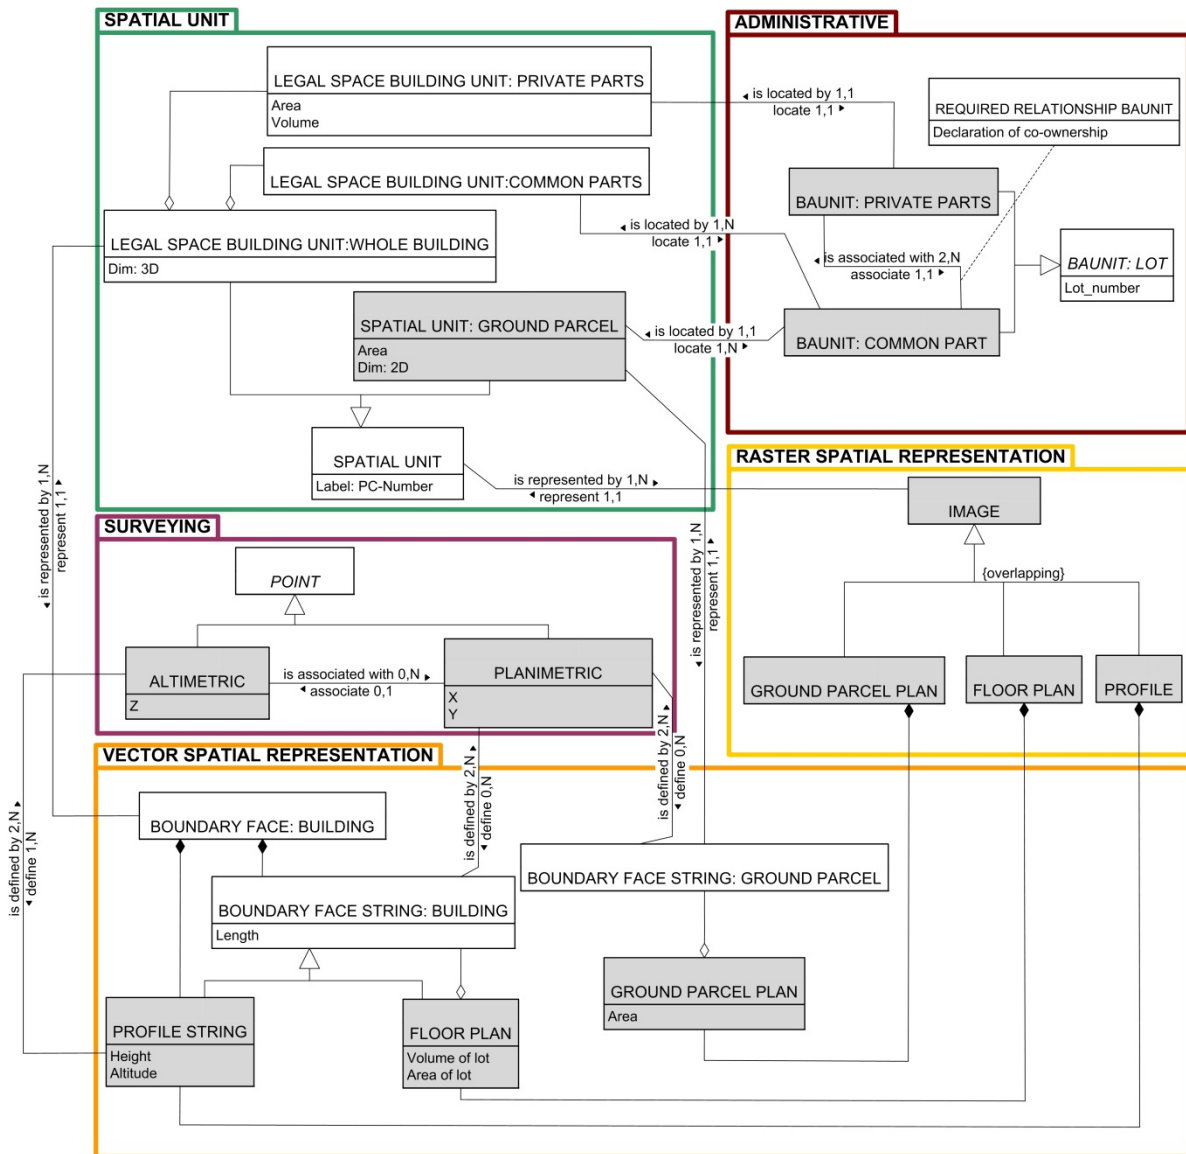 SPATIAL UNIT
LEGAL SPACE BUILDING UNIT: PRIVATE PARTS
Area
Volume
LEGAL SPACE BUILDING UNIT:COMMON PARTS
LEGAL SPACE BUILDING UNIT:WHOLE BUILDING
Dim: 3D
SPATIAL UNIT: GROUND PARCEL
Area
Dim: 2D
SPATIAL UNIT
Label: PC-Number
ADMINISTRATIVE
◄ is located by 1,1
locate 1,1 ►
REQUIRED RELATIONSHIP BAUNIT
Declaration of co-ownership
BAUNIT: PRIVATE PARTS
◄ is located by 1,N
locate 1,1 ►
▲ is associated with 2,N
associate 1,1 ▼
BAUNIT: LOT
Lot_number
◄ is located by 1,1
locate 1,N ►
BAUNIT: COMMON PART
RASTER SPATIAL REPRESENTATION
is represented by 1,N ►
◄ represent 1,1
IMAGE
{overlapping}
GROUND PARCEL PLAN
FLOOR PLAN
PROFILE
◄ is represented by 1,N
represent 1,1 ►
◄ is represented by 1,N
represent 1,1 ►
SURVEYING
POINT
ALTIMETRIC
Z
is associated with 0,N ►
◄ associate 0,1
PLANIMETRIC
X
Y
is defined by 2,N ►
◄ define 0,N
is defined by 2,N ►
◄ define 0,N
is defined by 2,N ►
◄ define 1,N
VECTOR SPATIAL REPRESENTATION
BOUNDARY FACE: BUILDING
BOUNDARY FACE STRING: BUILDING
Length
BOUNDARY FACE STRING: GROUND PARCEL
GROUND PARCEL PLAN
Area
PROFILE STRING
Height
Altitude
FLOOR PLAN
Volume of lot
Area of lot